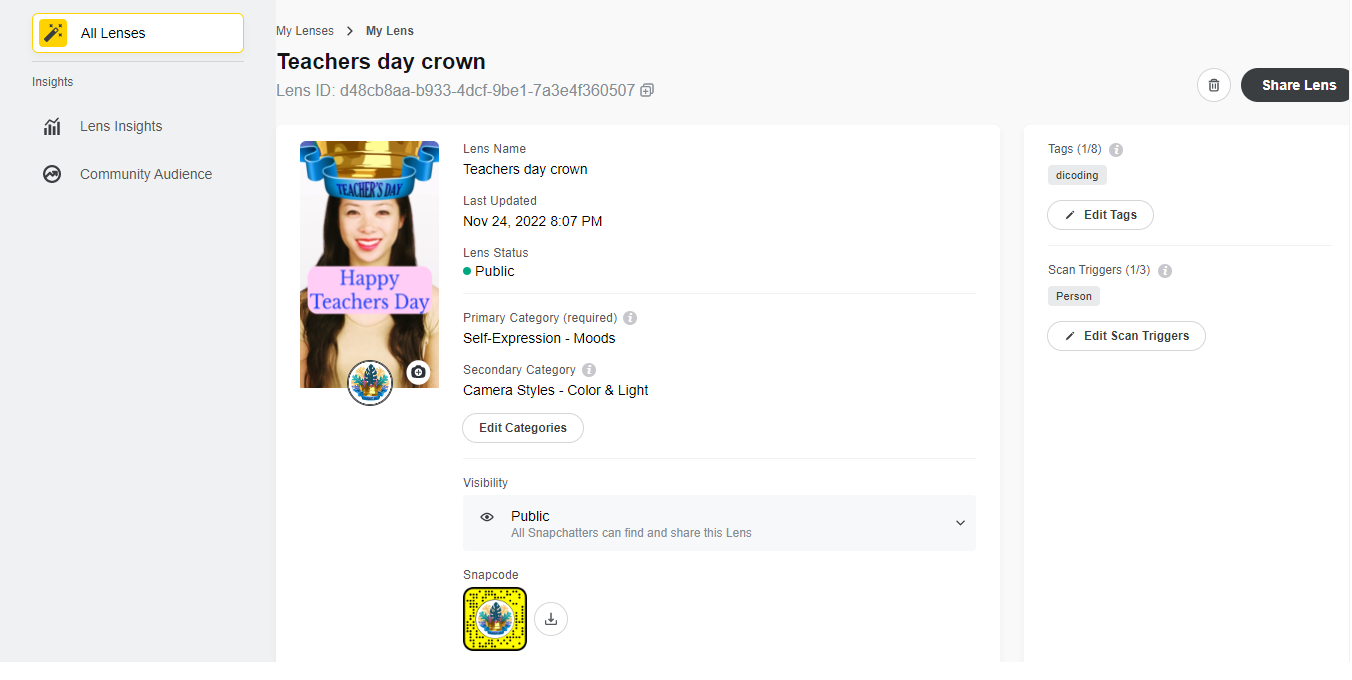 All Lenses
Insights
Lens Insights
Community Audience
My Lenses > My Lens
Teachers day crown
Lens ID: d48cb8aa-b933-4dcf-9be1-7a3e4f360507
Share Lens
TEACHER'S DAY
Happy
Teachers Day
Lens Name
Teachers day crown
Last Updated
Nov 24, 2022 8:07 PM
Lens Status
Public
Primary Category (required)
Self-Expression - Moods
Secondary Category
Camera Styles - Color & Light
Edit Categories
Visibility
Public
All Snapchatters can find and share this Lens
Snapcode
Tags (1/8)
dicoding
Edit Tags
Scan Triggers (1/3)
Person
Edit Scan Triggers